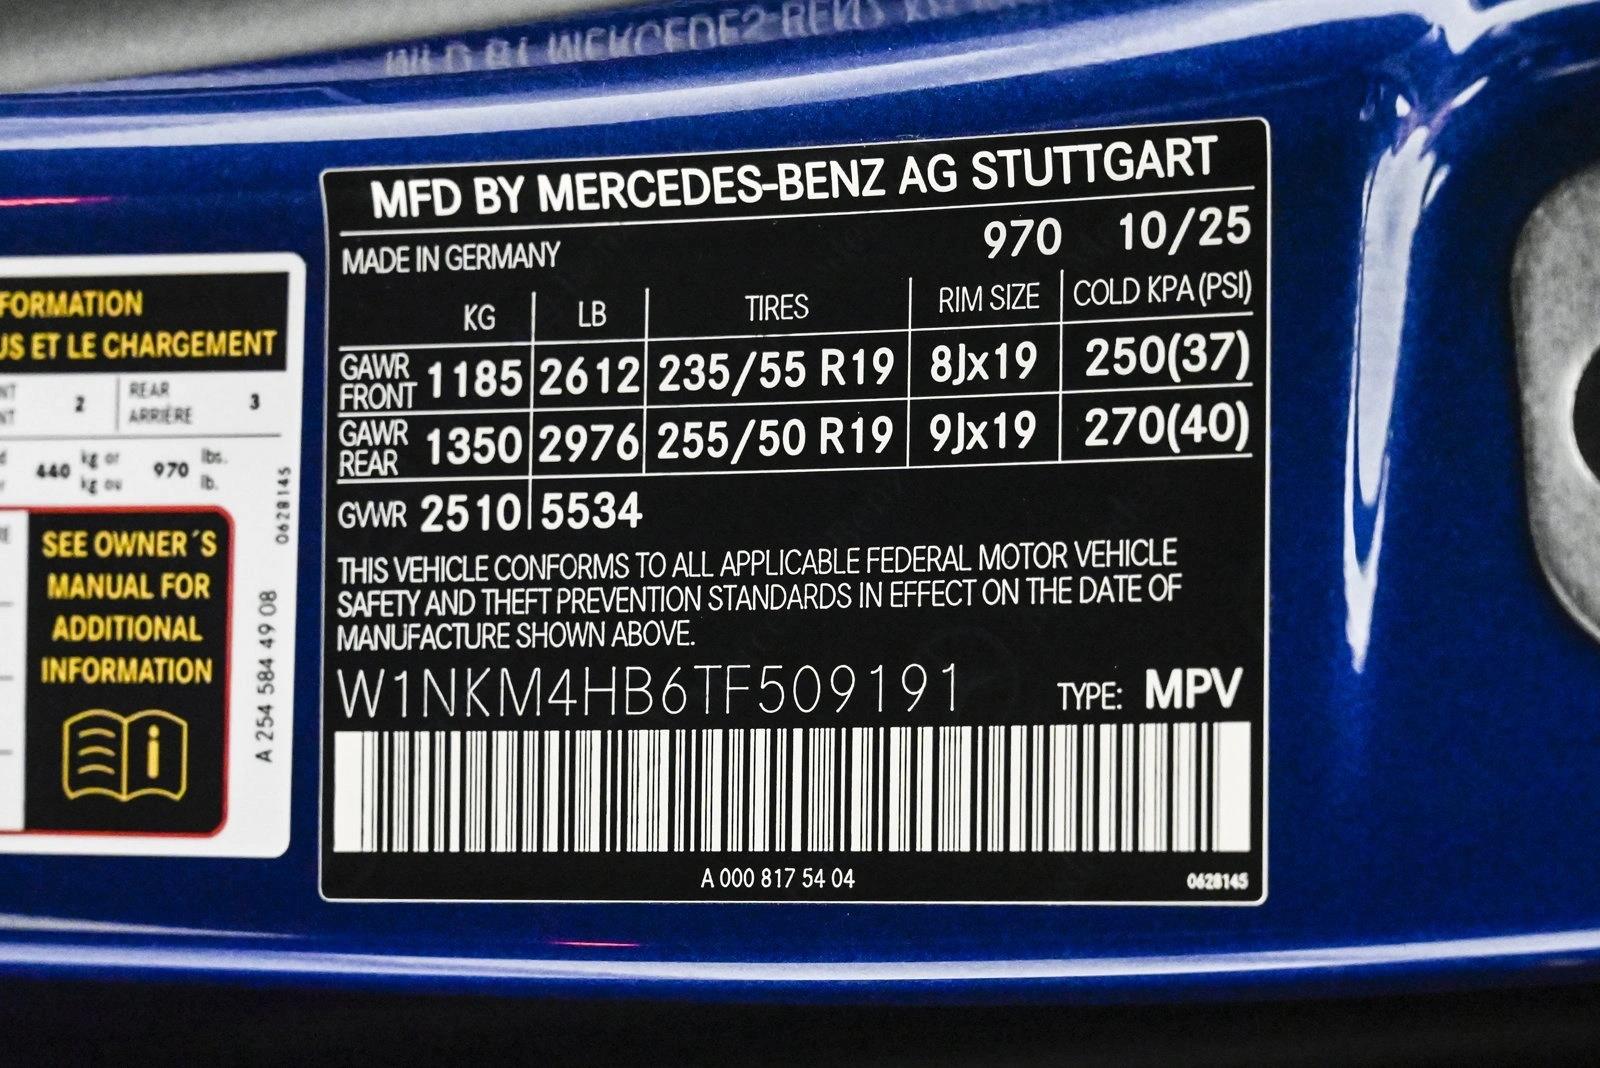 MFD BY MERCEDES-BENZ AG STUTTGART
MADE IN GERMANY 970 10/25
KG LB TIRES RIM SIZE COLD KPA(PSI)
GAWR FRONT 1185 2612 235/55 R19 8Jx19 250(37)
GAWR REAR 1350 2976 255/50 R19 9Jx19 270(40)
GVWR 2510 5534
THIS VEHICLE CONFORMS TO ALL APPLICABLE FEDERAL MOTOR VEHICLE
SAFETY AND THEFT PREVENTION STANDARDS IN EFFECT ON THE DATE OF
MANUFACTURE SHOWN ABOVE.
W1NKM4HB6TF509191 TYPE: MPV
A 000 817 54 04 0628145
FORMATION
US ET LE CHARGEMENT
2 REAR ARRIÈRE 3
440 kg or kg ou 970 lbs. lb.
SEE OWNER´S
MANUAL FOR
ADDITIONAL
INFORMATION
i
A 254 584 49 08 0628145